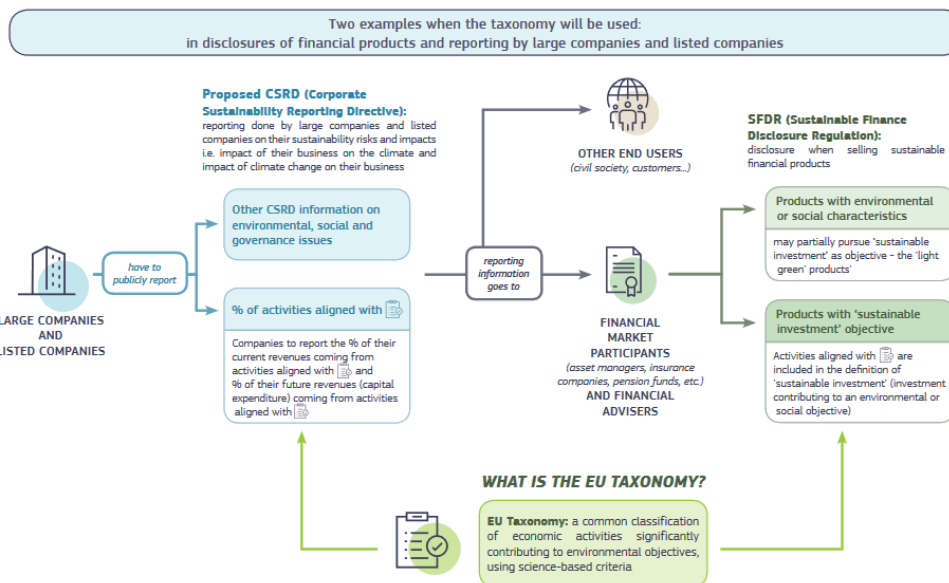 Two examples when the taxonomy will be used:
in disclosures of financial products and reporting by large companies and listed companies
Proposed CSRD (Corporate
Sustainability Reporting Directive):
reporting done by large companies and listed
companies on their sustainability risks and impacts
i.e. impact of their business on the climate and
impact of climate change on their business
Other CSRD information on
environmental, social and
governance issues
have to
publicly report
LARGE COMPANIES
AND
LISTED COMPANIES
% of activities aligned with
Companies to report the % of their
current revenues coming from
activities aligned with and
% of their future revenues (capital
expenditure) coming from activities
aligned with
reporting
information
goes to
OTHER END USERS
(civil society, customers...)
FINANCIAL
MARKET
PARTICIPANTS
(asset managers, insurance
companies, pension funds, etc.)
AND FINANCIAL
ADVISERS
SFDR (Sustainable Finance
Disclosure Regulation):
disclosure when selling sustainable
financial products
Products with environmental
or social characteristics
may partially pursue 'sustainable
investment' as objective - the 'light
green' products'
Products with 'sustainable
investment' objective
Activities aligned with are
included in the definition of
'sustainable investment' (investment
contributing to an environmental or
social objective)
WHAT IS THE EU TAXONOMY?
EU Taxonomy: a common classification
of economic activities significantly
contributing to environmental objectives,
using science-based criteria